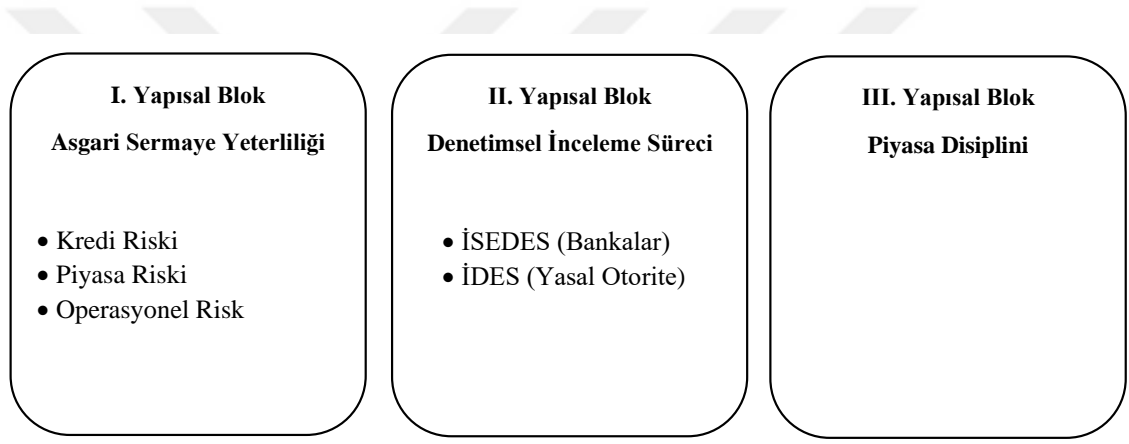 I. Yapısal Blok
Asgari Sermaye Yeterliliği
• Kredi Riski
• Piyasa Riski
• Operasyonel Risk
II. Yapısal Blok
Denetimsel İnceleme Süreci
• İSEDES (Bankalar)
• İDES (Yasal Otorite)
III. Yapısal Blok
Piyasa Disiplini